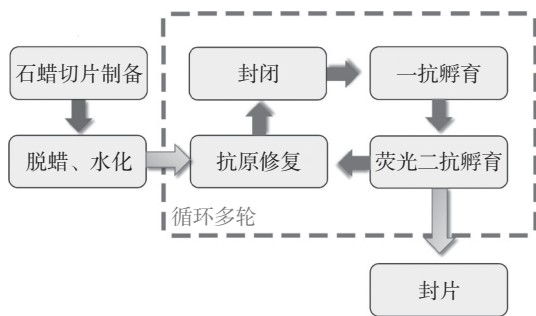 石蜡切片制备
封闭
一抗孵育
脱蜡、水化
抗原修复
荧光二抗孵育
循环多轮
封片